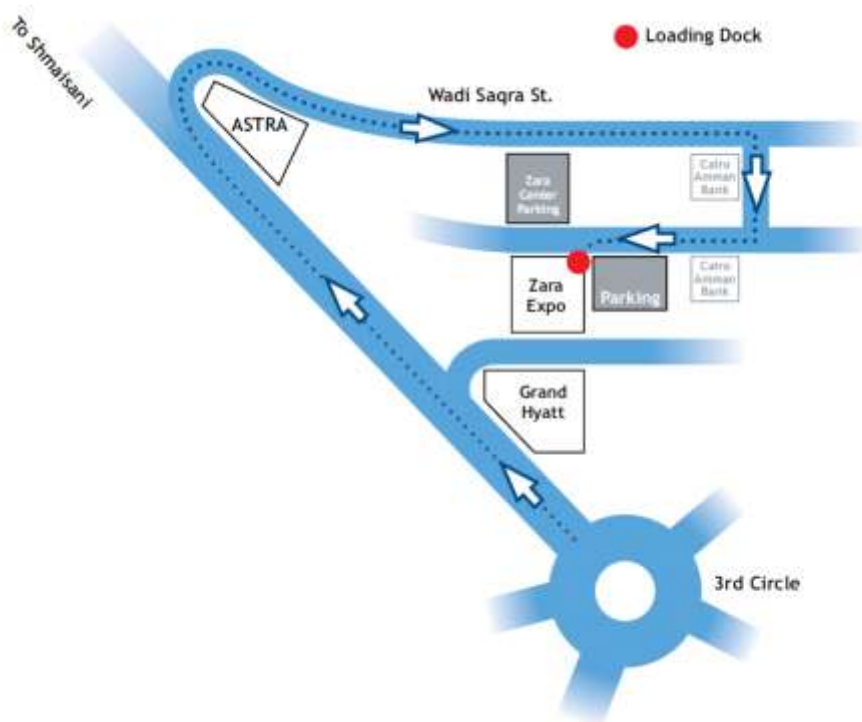 To Shmaisani
Loading Dock
Wadi Saqra St.
ASTRA
Zara
Center
Parking
Cairo
Amman
Bank
Zara
Expo
Parking
Cairo
Amman
Bank
Grand
Hyatt
3rd Circle